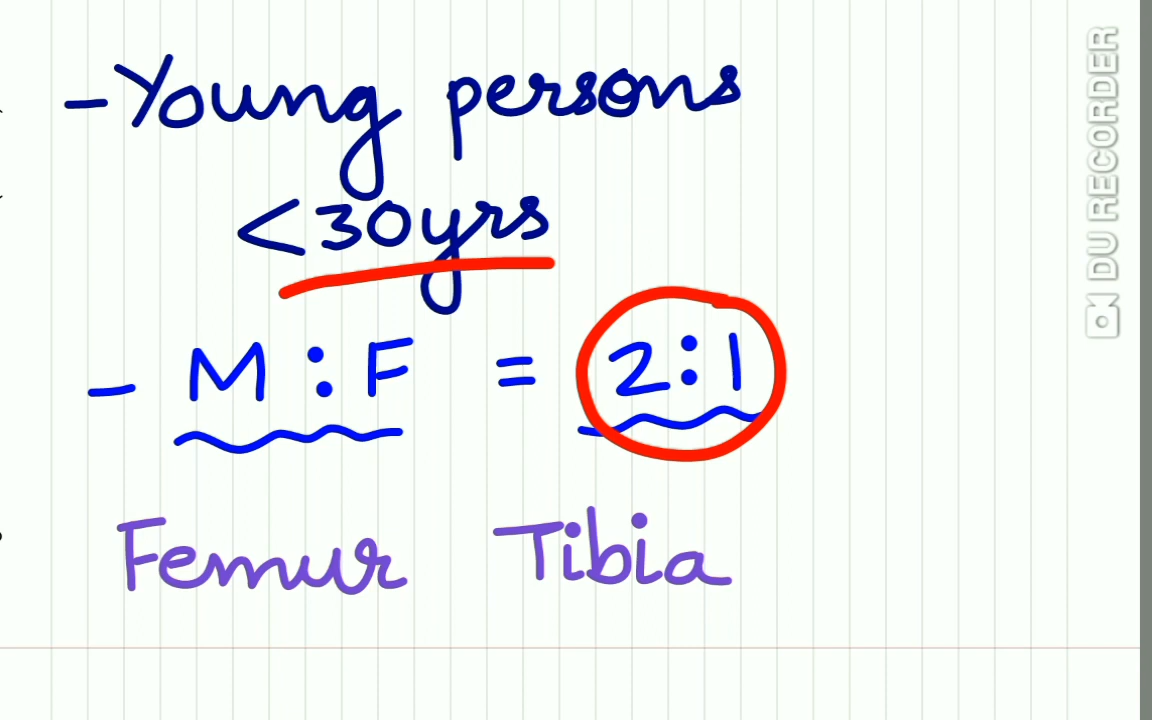 - Young persons
<30yrs
- M : F = 2:1
Femur Tibia
DU RECORDER